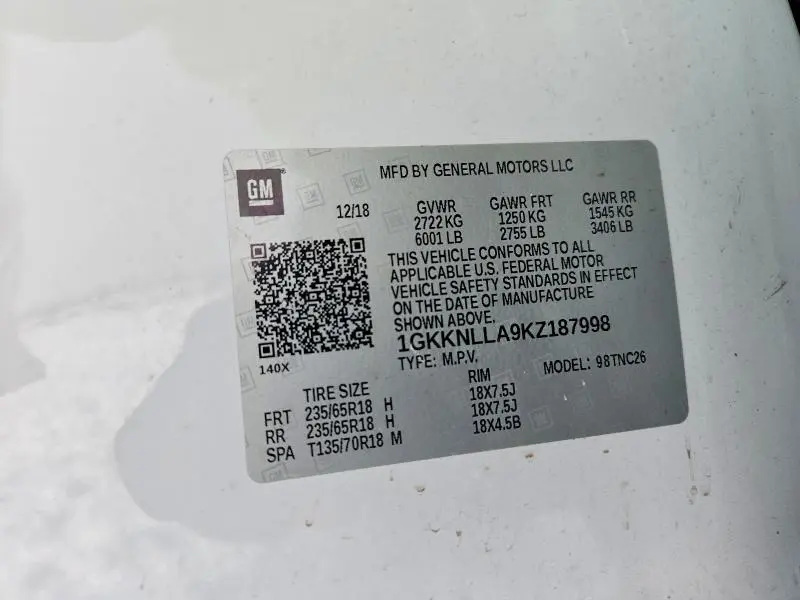 GM
MFD BY GENERAL MOTORS LLC
12/18
GVWR GAWR FRT GAWR RR
2722 KG 1250 KG 1545 KG
6001 LB 2755 LB 3406 LB
THIS VEHICLE CONFORMS TO ALL
APPLICABLE U.S. FEDERAL MOTOR
VEHICLE SAFETY STANDARDS IN EFFECT
ON THE DATE OF MANUFACTURE
SHOWN ABOVE.
1GKKNLLA9KZ187998
140X
TYPE: M.P.V. MODEL: 98TNC26
TIRE SIZE RIM
FRT 235/65R18 H 18X7.5J
RR 235/65R18 H 18X7.5J
SPA T135/70R18 M 18X4.5B